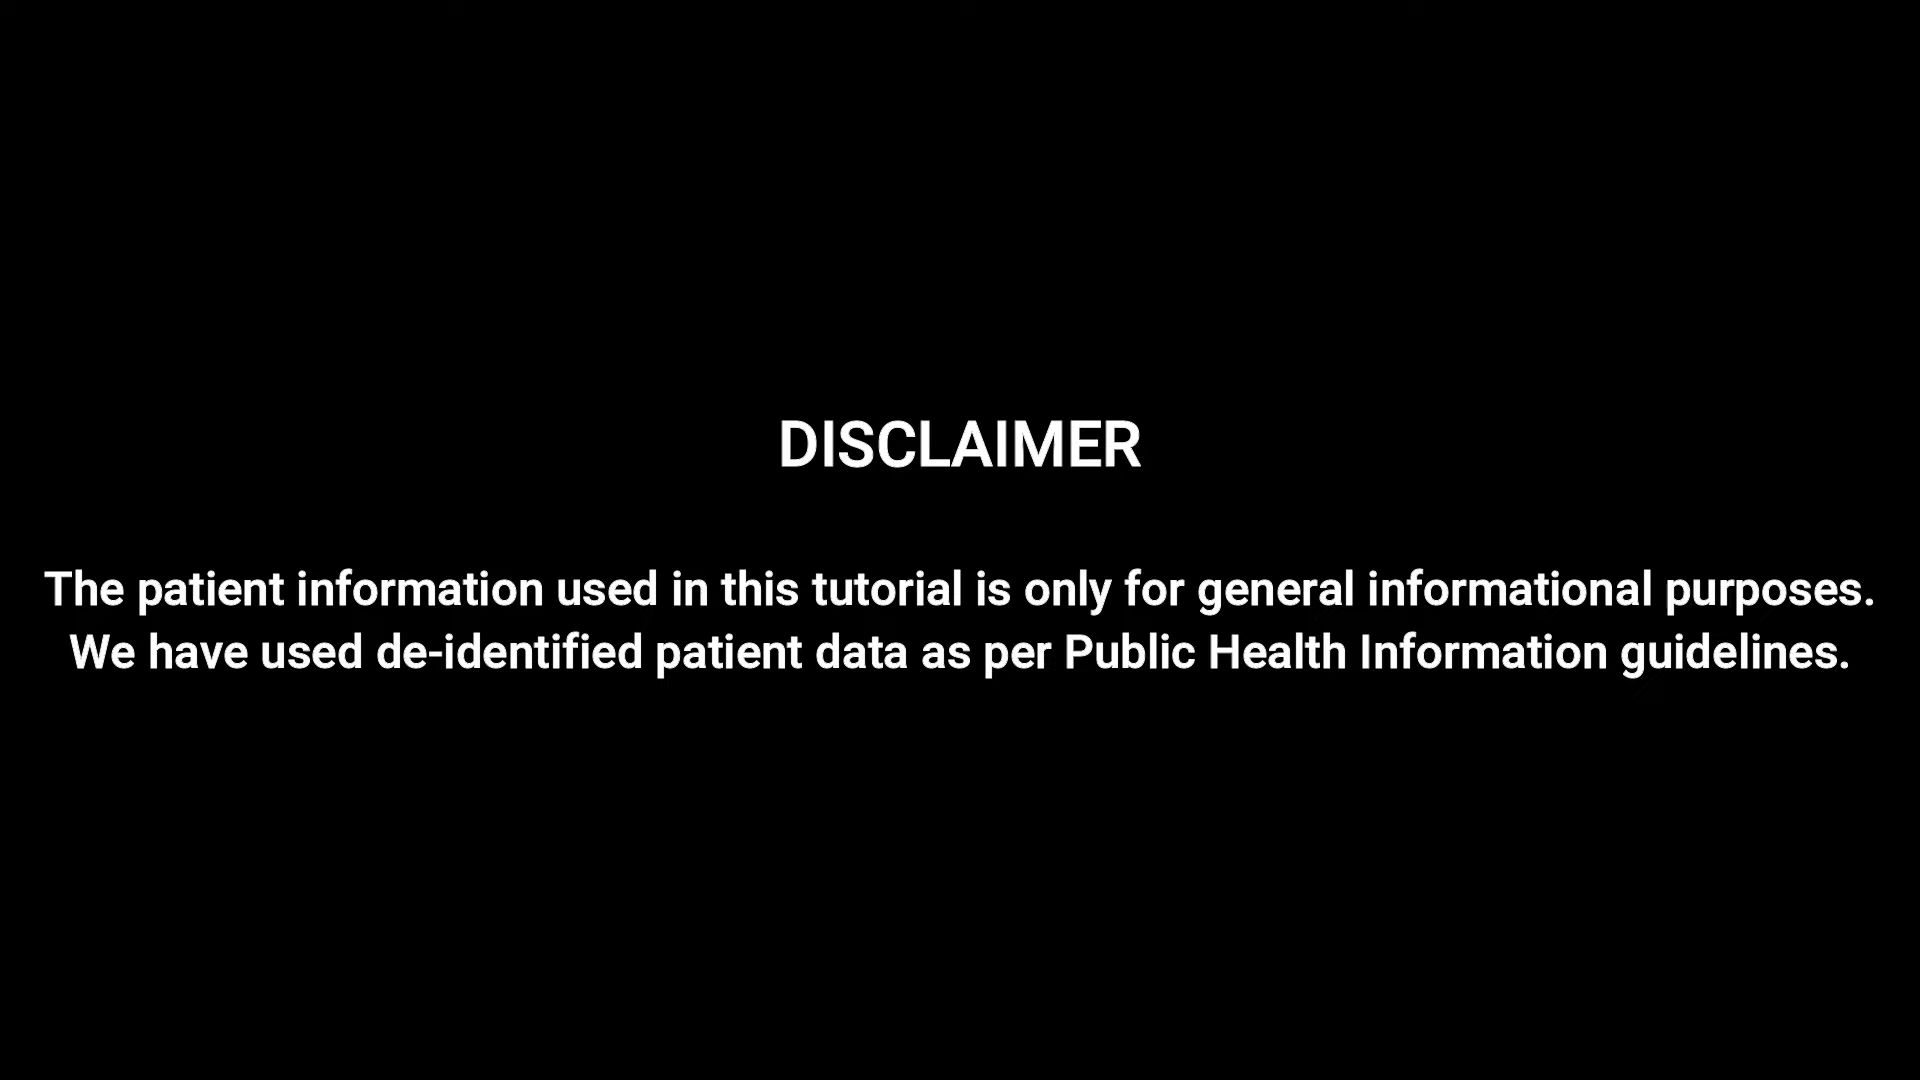 DISCLAIMER
The patient information used in this tutorial is only for general informational purposes.
We have used de-identified patient data as per Public Health Information guidelines.